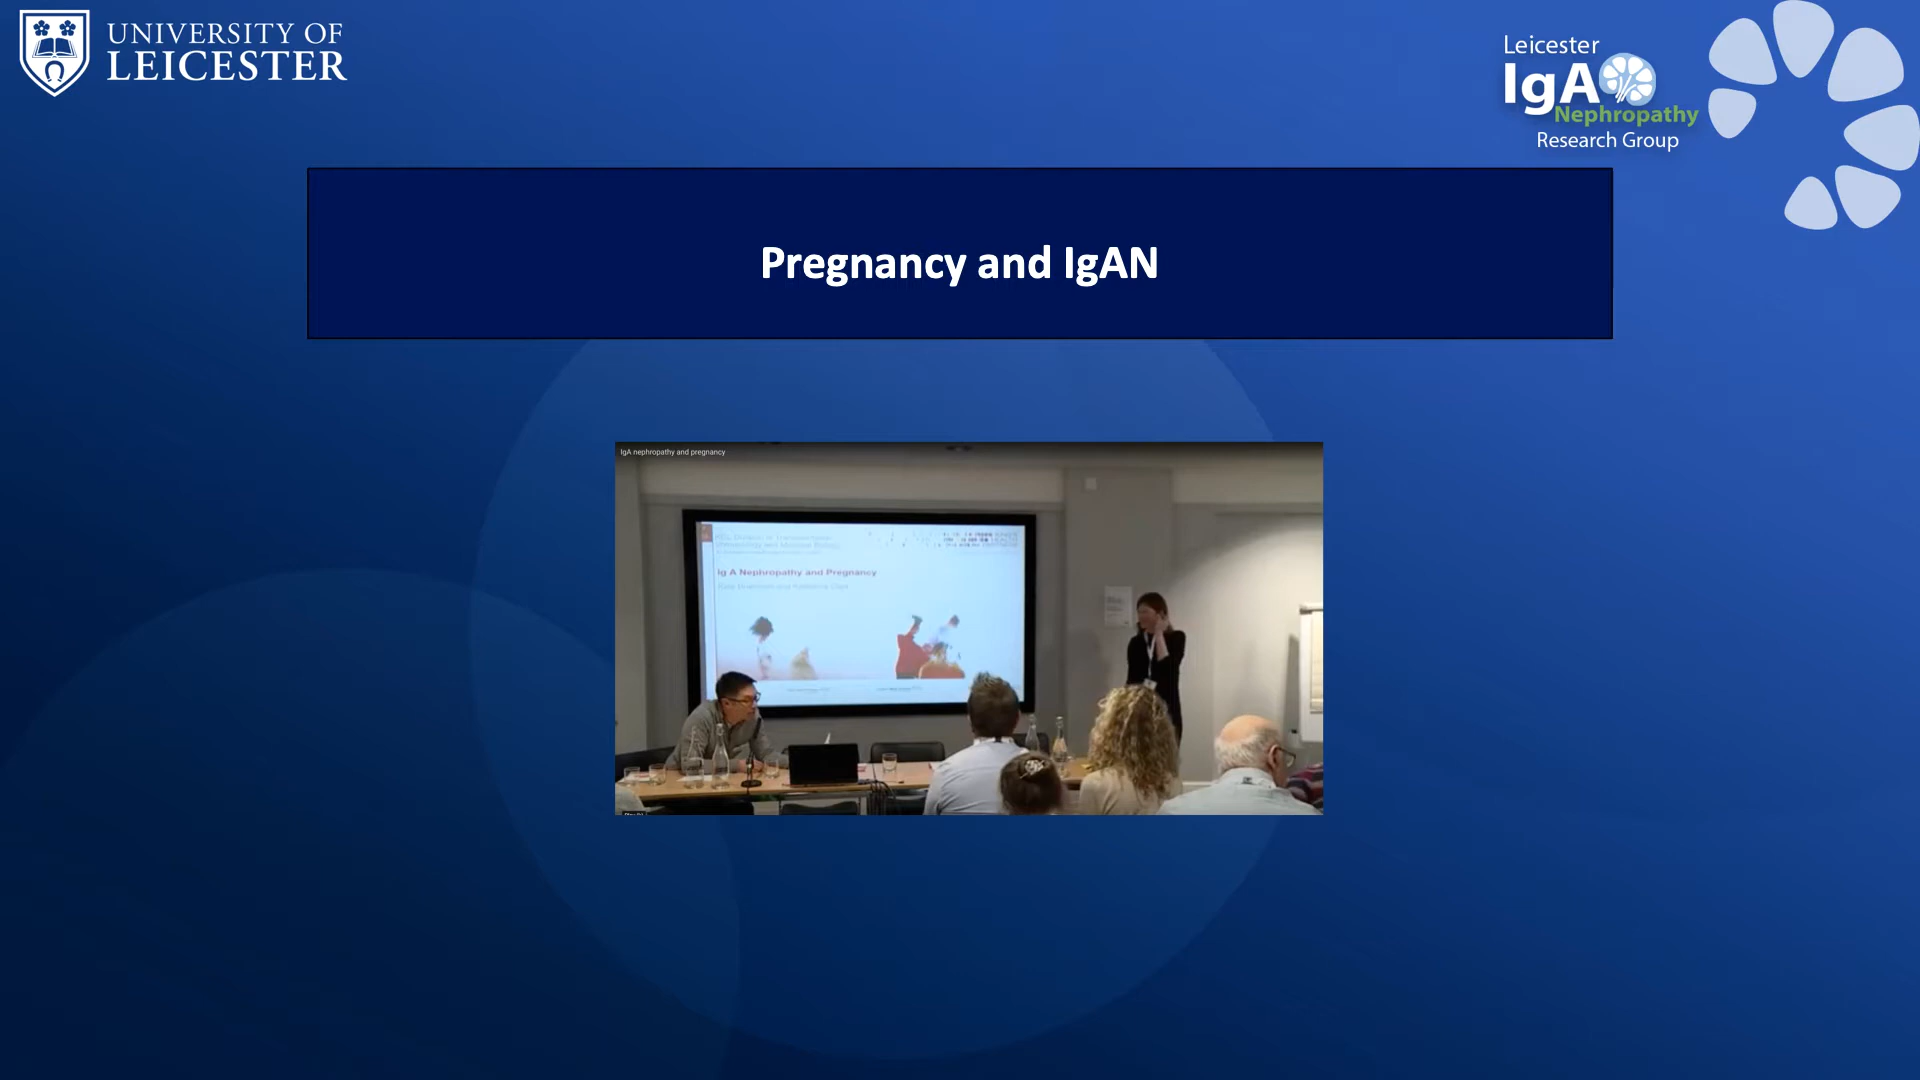 UNIVERSITY OF
LEICESTER
Leicester
IgA
Nephropathy
Research Group
Pregnancy and IgAN
IgA nephropathy and pregnancy
Ig A Nephropathy and Pregnancy